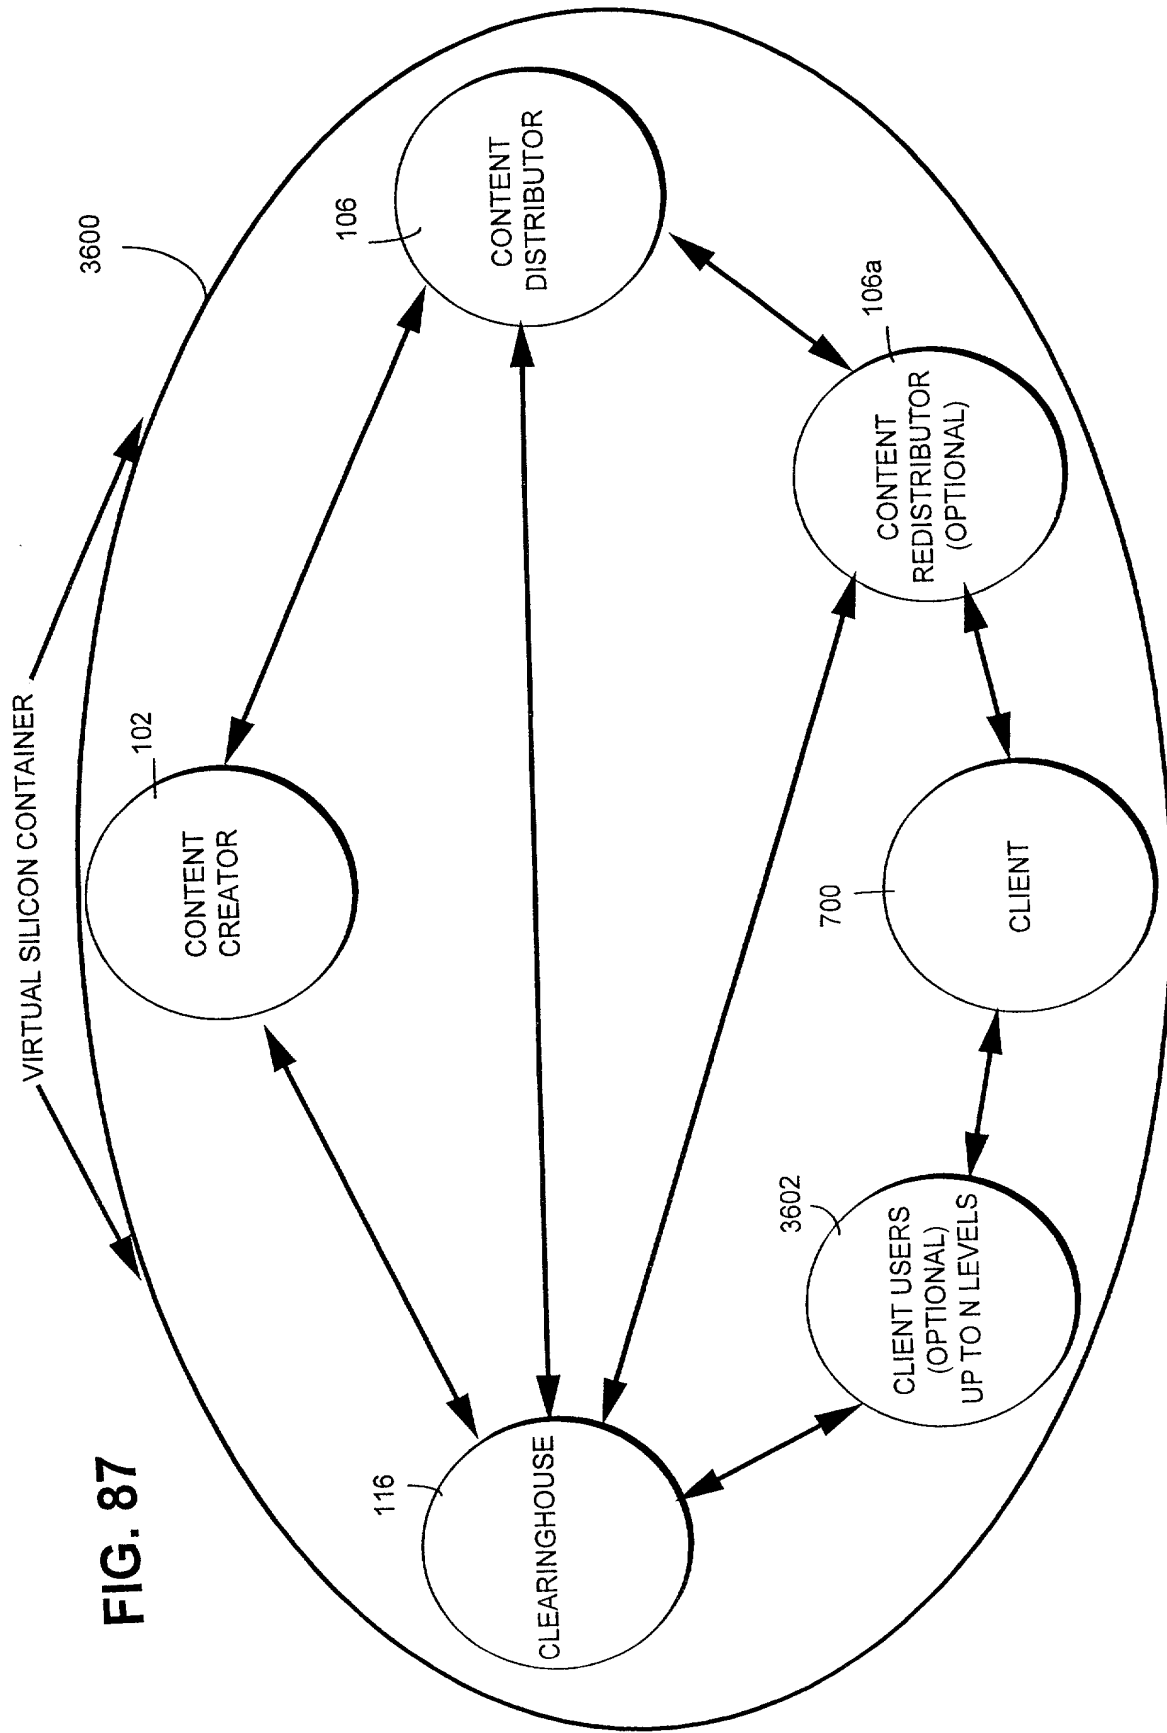 FIG. 87
VIRTUAL SILICON CONTAINER
3600
102
CONTENT
CREATOR
106
CONTENT
DISTRIBUTOR
116
CLEARINGHOUSE
106a
CONTENT
REDISTRIBUTOR
(OPTIONAL)
3602
CLIENT USERS
(OPTIONAL)
UP TO N LEVELS
700
CLIENT